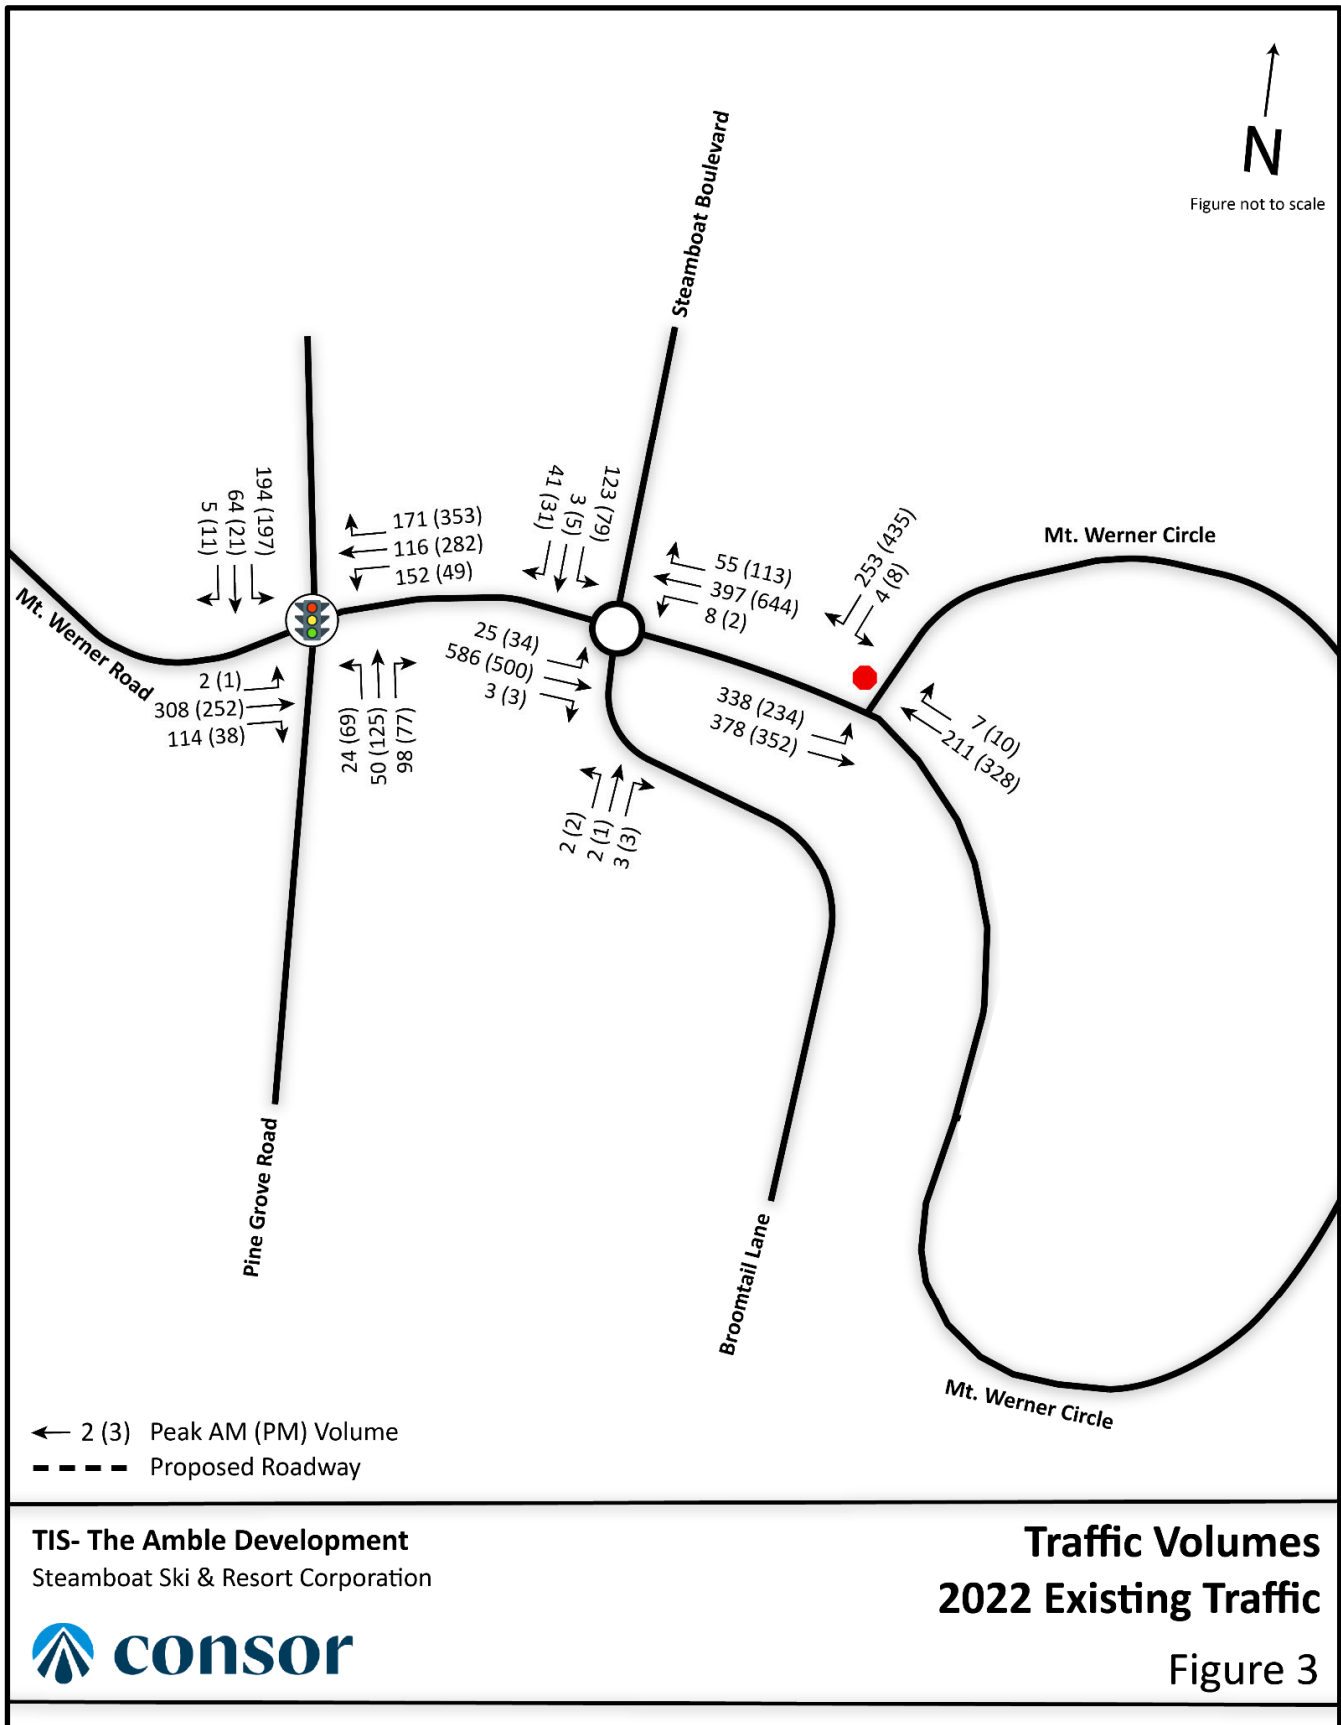 N
Figure not to scale
Steamboat Boulevard
Mt. Werner Circle
Mt. Werner Road
5 (11)
64 (21)
194 (197)
171 (353)
116 (282)
152 (49)
2 (1)
308 (252)
114 (38)
24 (69)
50 (125)
98 (77)
41 (31)
3 (5)
123 (79)
55 (113)
397 (644)
8 (2)
25 (34)
586 (500)
3 (3)
2 (2)
2 (1)
3 (3)
253 (435)
4 (8)
338 (234)
378 (352)
7 (10)
211 (328)
Pine Grove Road
Broomtail Lane
Mt. Werner Circle
2 (3) Peak AM (PM) Volume
Proposed Roadway
TIS- The Amble Development
Steamboat Ski & Resort Corporation
consor
Traffic Volumes
2022 Existing Traffic
Figure 3